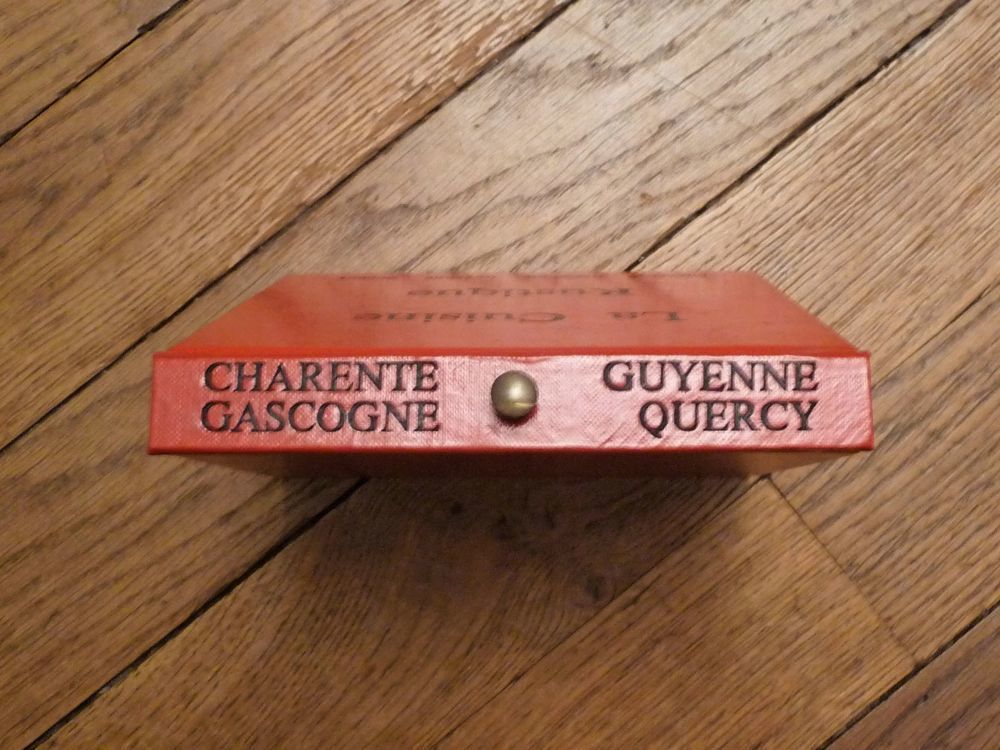 CHARENTE
GASCOGNE
GUYENNE
QUERCY
La Cuisine
Rustique